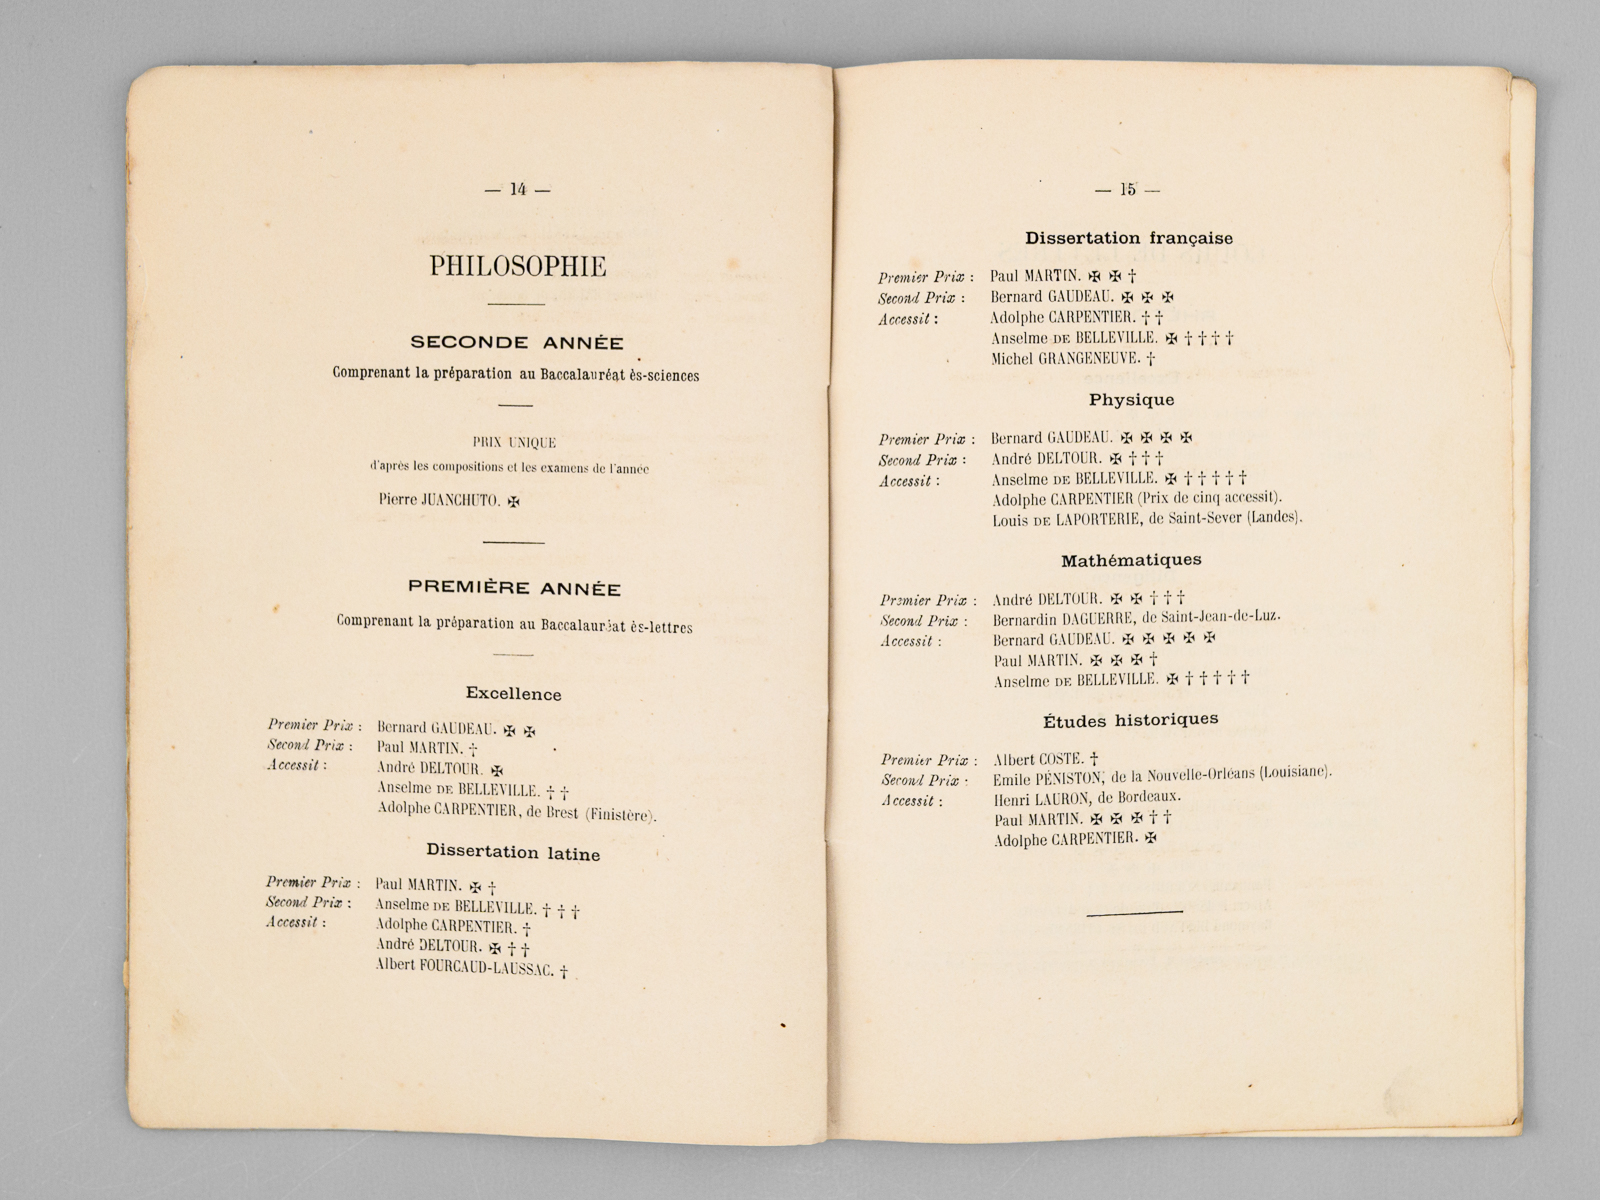 — 14 —
PHILOSOPHIE
SECONDE ANNÉE
Comprenant la préparation au Baccalauréat ès-sciences
PRIX UNIQUE
d'après les compositions et les examens de l'année
Pierre JUANCHUTO. ✠
PREMIÈRE ANNÉE
Comprenant la préparation au Baccalauréat ès-lettres
Excellence
Premier Prix : Bernard GAUDEAU. ✠ ✠
Second Prix : Paul MARTIN. †
Accessit : André DELTOUR. ✠
Anselme DE BELLEVILLE. † †
Adolphe CARPENTIER, de Brest (Finistère).
Dissertation latine
Premier Prix : Paul MARTIN. ✠ †
Second Prix : Anselme DE BELLEVILLE. † † †
Accessit : Adolphe CARPENTIER. †
André DELTOUR. ✠ † †
Albert FOURCAUD-LAUSSAC. †
— 15 —
Dissertation française
Premier Prix : Paul MARTIN. ✠ ✠ †
Second Prix : Bernard GAUDEAU. ✠ ✠ ✠
Accessit : Adolphe CARPENTIER. † †
Anselme DE BELLEVILLE. ✠ † † † †
Michel GRANGENEUVE. †
Physique
Premier Prix : Bernard GAUDEAU. ✠ ✠ ✠ ✠
Second Prix : André DELTOUR. ✠ † † †
Accessit : Anselme DE BELLEVILLE. ✠ † † † † †
Adolphe CARPENTIER (Prix de cinq accessit).
Louis DE LAPORTERIE, de Saint-Sever (Landes).
Mathématiques
Premier Prix : André DELTOUR. ✠ ✠ † † †
Second Prix : Bernardin DAGUERRE, de Saint-Jean-de-Luz.
Accessit : Bernard GAUDEAU. ✠ ✠ ✠ ✠ ✠
Paul MARTIN. ✠ ✠ ✠ †
Anselme DE BELLEVILLE. ✠ † † † † †
Études historiques
Premier Prix : Albert COSTE. †
Second Prix : Emile PÉNISTON, de la Nouvelle-Orléans (Louisiane).
Accessit : Henri LAURON, de Bordeaux.
Paul MARTIN. ✠ ✠ ✠ † †
Adolphe CARPENTIER. ✠